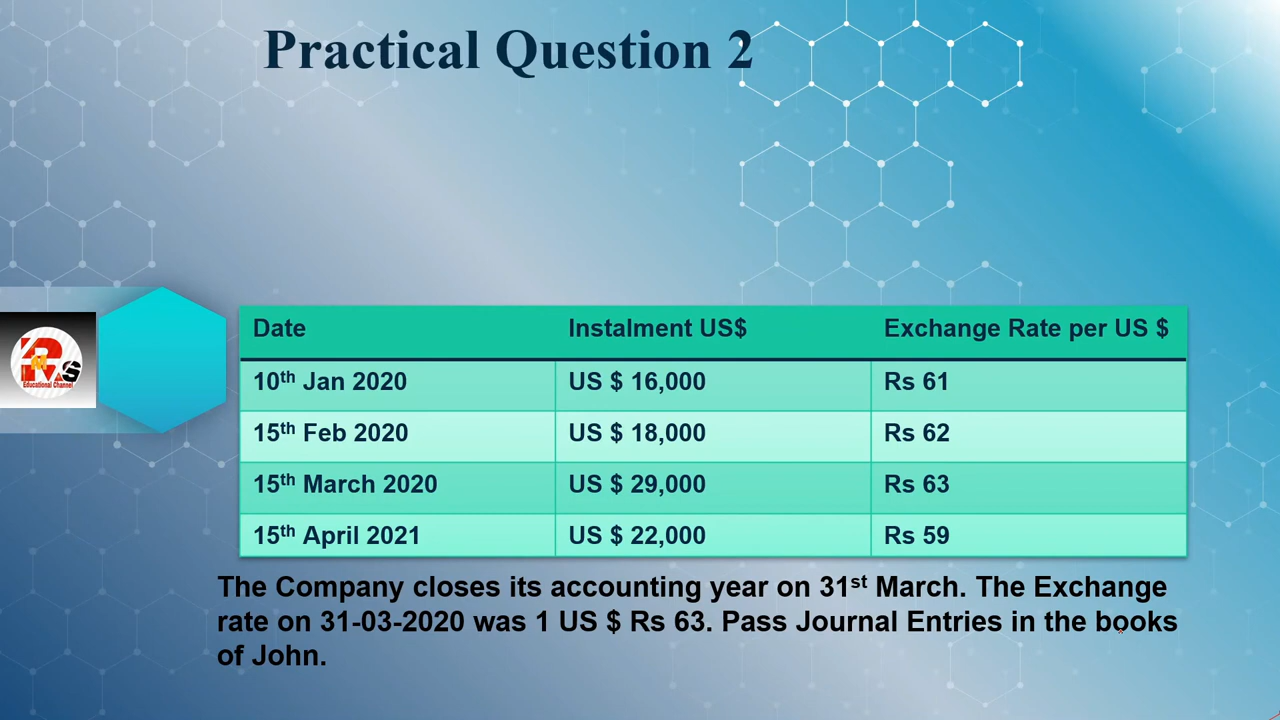 Practical Question 2
Date Instalment US$ Exchange Rate per US $
10th Jan 2020 US $ 16,000 Rs 61
15th Feb 2020 US $ 18,000 Rs 62
15th March 2020 US $ 29,000 Rs 63
15th April 2021 US $ 22,000 Rs 59
The Company closes its accounting year on 31st March. The Exchange
rate on 31-03-2020 was 1 US $ Rs 63. Pass Journal Entries in the books
of John.
Educational Channel